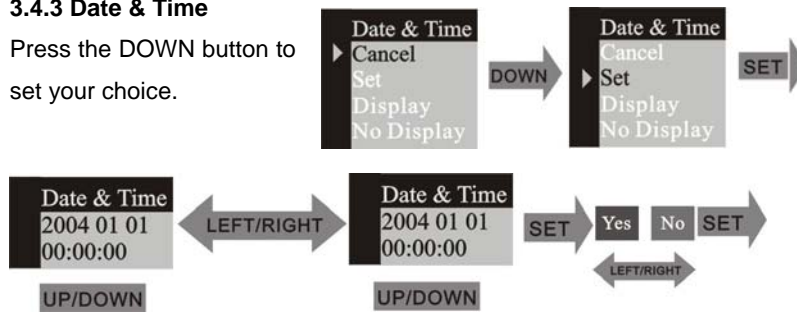 3.4.3 Date & Time
Press the DOWN button to
set your choice.
Date & Time
Cancel
Set
Display
No Display
DOWN
Date & Time
Cancel
Set
Display
No Display
SET
Date & Time
2004 01 01
00:00:00
UP/DOWN
LEFT/RIGHT
Date & Time
2004 01 01
00:00:00
UP/DOWN
SET
Yes No
LEFT/RIGHT
SET